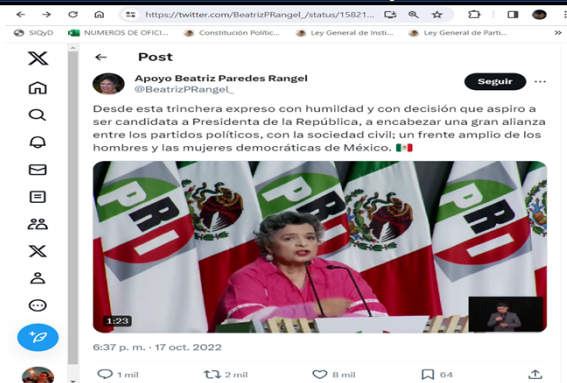 https://twitter.com/BeatrizPRangel_/status/15821...
SIQyD
NUMEROS DE OFICI...
Constitución Politic...
Ley General de Insti...
Ley General de Parti...
Post
Apoyo Beatriz Paredes Rangel
@BeatrizPRangel_
Seguir
Desde esta trinchera expreso con humildad y con decisión que aspiro a
ser candidata a Presidenta de la República, a encabezar una gran alianza
entre los partidos políticos, con la sociedad civil; un frente amplio de los
hombres y las mujeres democráticas de México. 🇲🇽
PRD
PRI
PRI
PRI
1:23
6:37 p. m. · 17 oct. 2022
1 mil
2 mil
8 mil
64